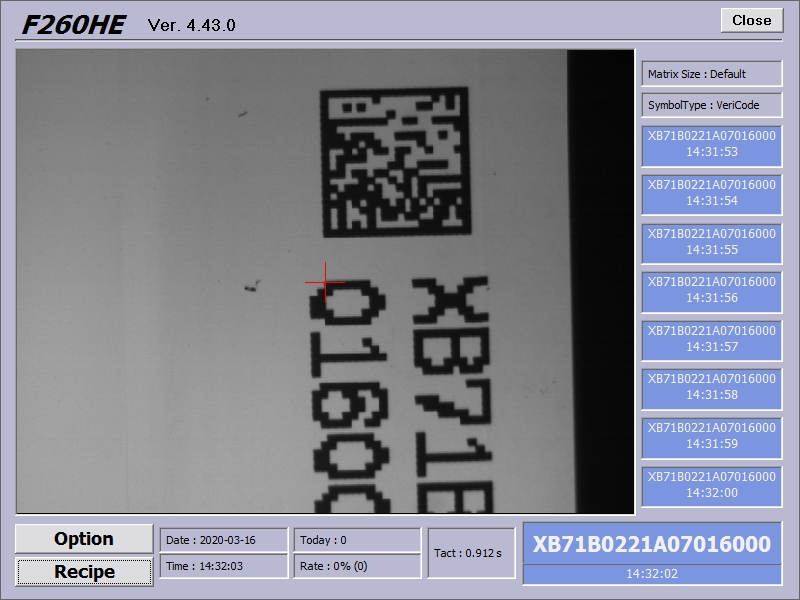 F260HE Ver. 4.43.0
Close
Matrix Size : Default
SymbolType : VeriCode
XB71B0221A07016000
14:31:53
XB71B0221A07016000
14:31:54
XB71B0221A07016000
14:31:55
XB71B0221A07016000
14:31:56
XB71B0221A07016000
14:31:57
XB71B0221A07016000
14:31:58
XB71B0221A07016000
14:31:59
XB71B0221A07016000
14:32:00
XB71B
01600
Option
Recipe
Date : 2020-03-16
Time : 14:32:03
Today : 0
Rate : 0% (0)
Tact : 0.912 s
XB71B0221A07016000
14:32:02